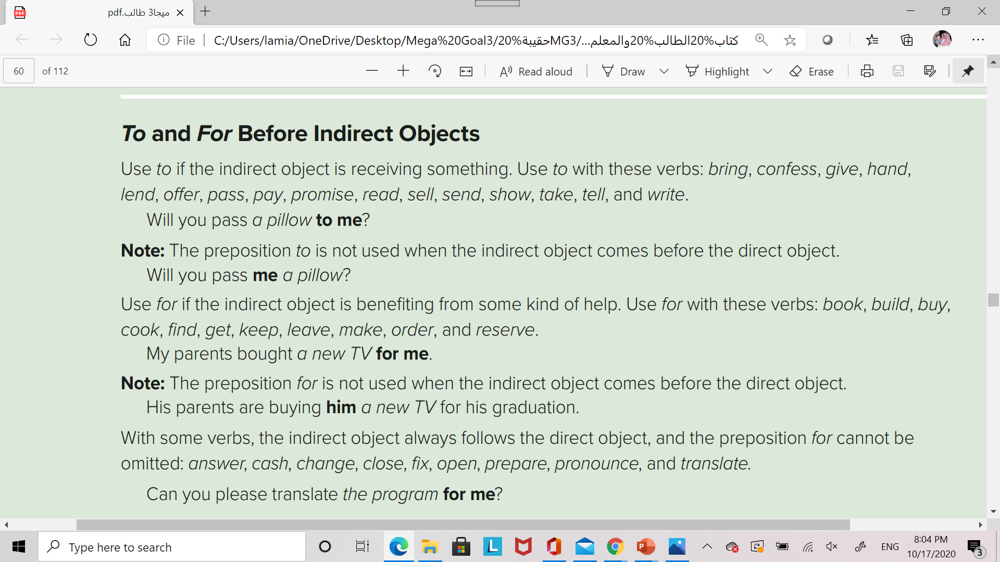 ميجا3 طالب.pdf
File
C:/Users/lamia/OneDrive/Desktop/Mega%20Goal3/20%حقيبةMG3/...كتاب%20الطالب%20والمعلم
60 of 112
Read aloud Draw Highlight Erase
To and For Before Indirect Objects
Use to if the indirect object is receiving something. Use to with these verbs: bring, confess, give, hand,
lend, offer, pass, pay, promise, read, sell, send, show, take, tell, and write.
Will you pass a pillow to me?
Note: The preposition to is not used when the indirect object comes before the direct object.
Will you pass me a pillow?
Use for if the indirect object is benefiting from some kind of help. Use for with these verbs: book, build, buy,
cook, find, get, keep, leave, make, order, and reserve.
My parents bought a new TV for me.
Note: The preposition for is not used when the indirect object comes before the direct object.
His parents are buying him a new TV for his graduation.
With some verbs, the indirect object always follows the direct object, and the preposition for cannot be
omitted: answer, cash, change, close, fix, open, prepare, pronounce, and translate.
Can you please translate the program for me?
Type here to search
ENG
8:04 PM
10/17/2020
3